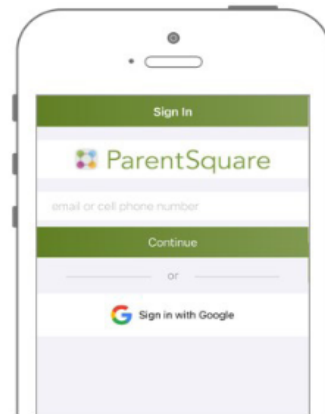 Sign In
ParentSquare
email or cell phone number
Continue
or
Sign in with Google